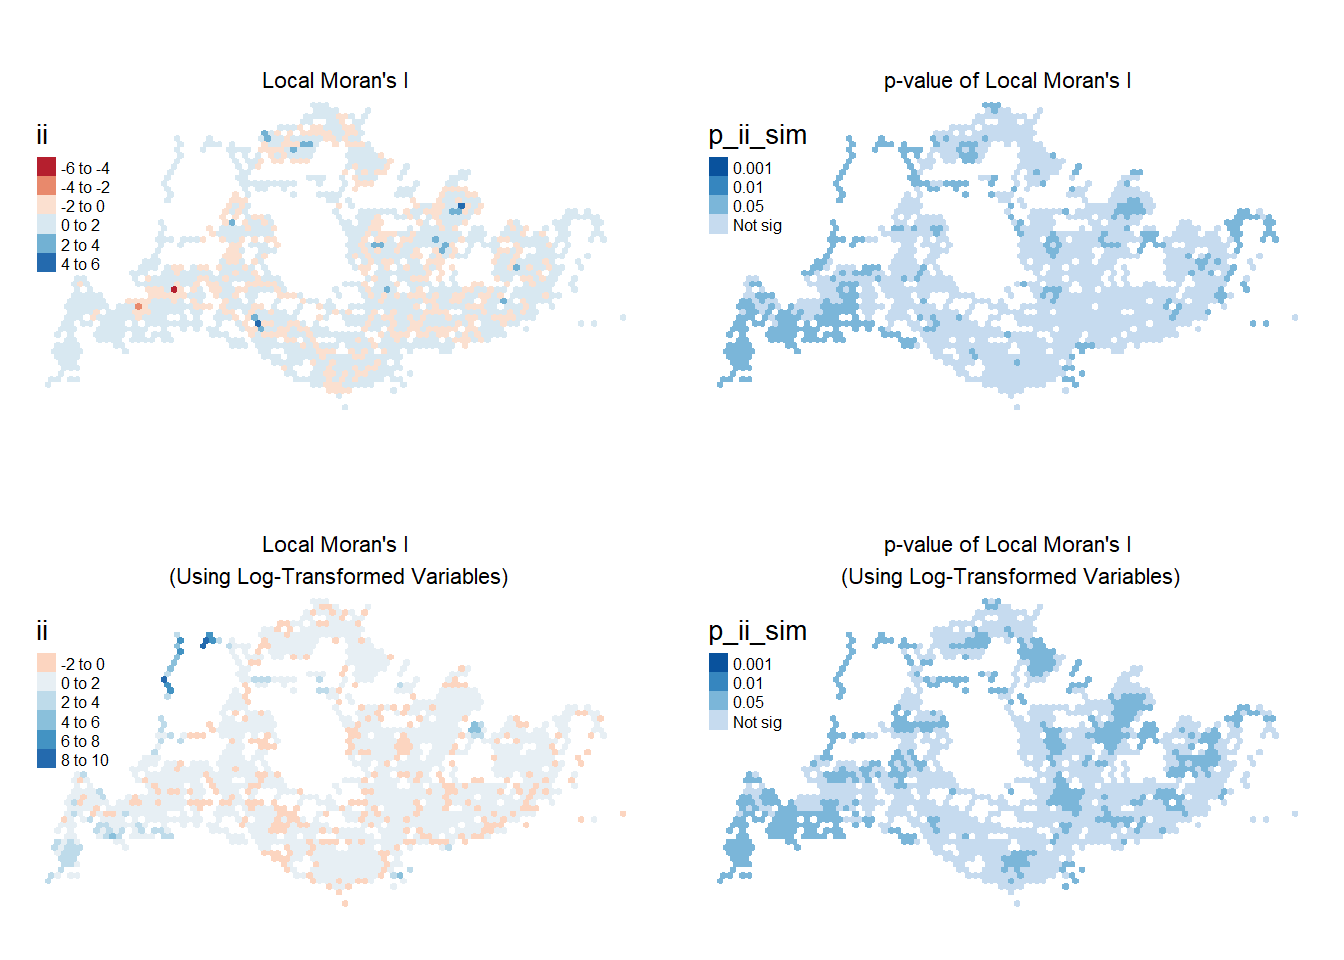 Local Moran's I
ii
-6 to -4
-4 to -2
-2 to 0
0 to 2
2 to 4
4 to 6
p-value of Local Moran's I
p_ii_sim
0.001
0.01
0.05
Not sig
Local Moran's I
(Using Log-Transformed Variables)
ii
-2 to 0
0 to 2
2 to 4
4 to 6
6 to 8
8 to 10
p-value of Local Moran's I
(Using Log-Transformed Variables)
p_ii_sim
0.001
0.01
0.05
Not sig